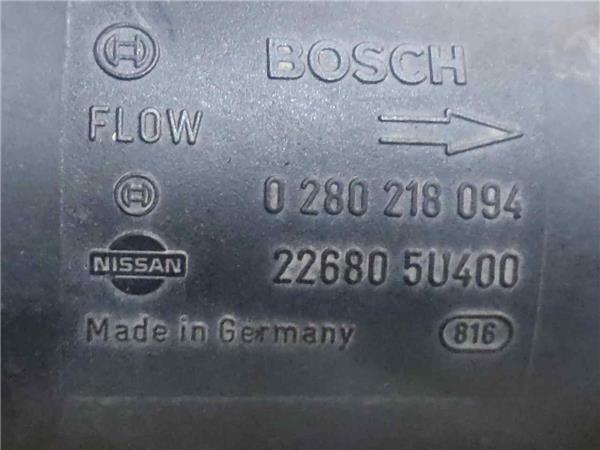 BOSCH
FLOW
0 280 218 094
NISSAN 22680 5U400
Made in Germany 816